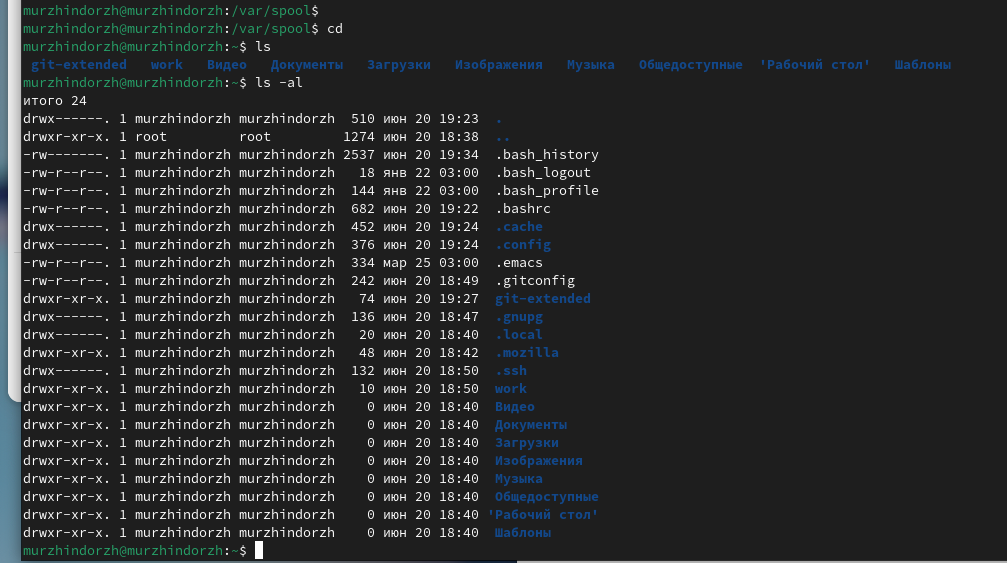 murzhindorzh@murzhindorzh:/var/spool$
murzhindorzh@murzhindorzh:/var/spool$ cd
murzhindorzh@murzhindorzh:~$ ls
git-extended work Видео Документы Загрузки Изображения Музыка Общедоступные 'Рабочий стол' Шаблоны
murzhindorzh@murzhindorzh:~$ ls -al
итого 24
drwx------. 1 murzhindorzh murzhindorzh 510 июн 20 19:23 .
drwxr-xr-x. 1 root root 1274 июн 20 18:38 ..
-rw-------. 1 murzhindorzh murzhindorzh 2537 июн 20 19:34 .bash_history
-rw-r--r--. 1 murzhindorzh murzhindorzh 18 янв 22 03:00 .bash_logout
-rw-r--r--. 1 murzhindorzh murzhindorzh 144 янв 22 03:00 .bash_profile
-rw-r--r--. 1 murzhindorzh murzhindorzh 682 июн 20 19:22 .bashrc
drwx------. 1 murzhindorzh murzhindorzh 452 июн 20 19:24 .cache
drwx------. 1 murzhindorzh murzhindorzh 376 июн 20 19:24 .config
-rw-r--r--. 1 murzhindorzh murzhindorzh 334 мар 25 03:00 .emacs
-rw-r--r--. 1 murzhindorzh murzhindorzh 242 июн 20 18:49 .gitconfig
drwxr-xr-x. 1 murzhindorzh murzhindorzh 74 июн 20 19:27 git-extended
drwx------. 1 murzhindorzh murzhindorzh 136 июн 20 18:47 .gnupg
drwx------. 1 murzhindorzh murzhindorzh 20 июн 20 18:40 .local
drwxr-xr-x. 1 murzhindorzh murzhindorzh 48 июн 20 18:42 .mozilla
drwx------. 1 murzhindorzh murzhindorzh 132 июн 20 18:50 .ssh
drwxr-xr-x. 1 murzhindorzh murzhindorzh 10 июн 20 18:50 work
drwxr-xr-x. 1 murzhindorzh murzhindorzh 0 июн 20 18:40 Видео
drwxr-xr-x. 1 murzhindorzh murzhindorzh 0 июн 20 18:40 Документы
drwxr-xr-x. 1 murzhindorzh murzhindorzh 0 июн 20 18:40 Загрузки
drwxr-xr-x. 1 murzhindorzh murzhindorzh 0 июн 20 18:40 Изображения
drwxr-xr-x. 1 murzhindorzh murzhindorzh 0 июн 20 18:40 Музыка
drwxr-xr-x. 1 murzhindorzh murzhindorzh 0 июн 20 18:40 Общедоступные
drwxr-xr-x. 1 murzhindorzh murzhindorzh 0 июн 20 18:40 'Рабочий стол'
drwxr-xr-x. 1 murzhindorzh murzhindorzh 0 июн 20 18:40 Шаблоны
murzhindorzh@murzhindorzh:~$